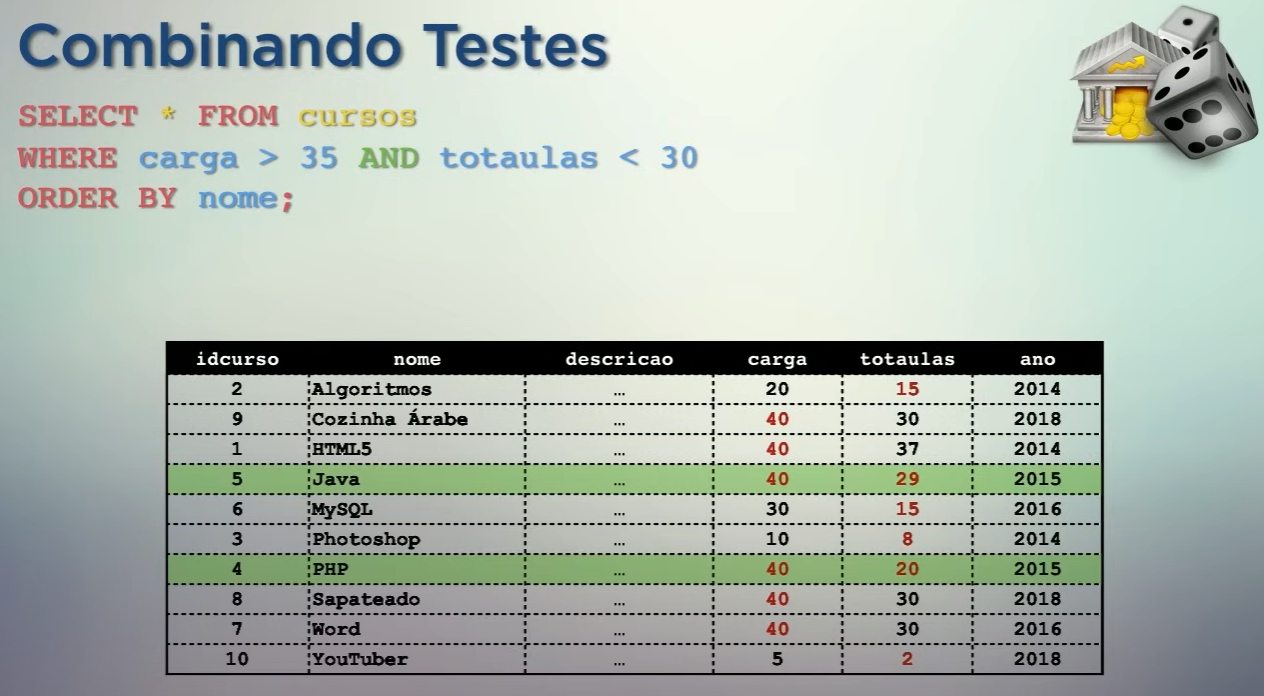 Combinando Testes
SELECT * FROM cursos
WHERE carga > 35 AND totaulas < 30
ORDER BY nome;
idcurso nome descricao carga totaulas ano
2 Algoritmos … 20 15 2014
9 Cozinha Árabe … 40 30 2018
1 HTML5 … 40 37 2014
5 Java … 40 29 2015
6 MySQL … 30 15 2016
3 Photoshop … 10 8 2014
4 PHP … 40 20 2015
8 Sapateado … 40 30 2018
7 Word … 40 30 2016
10 YouTuber … 5 2 2018